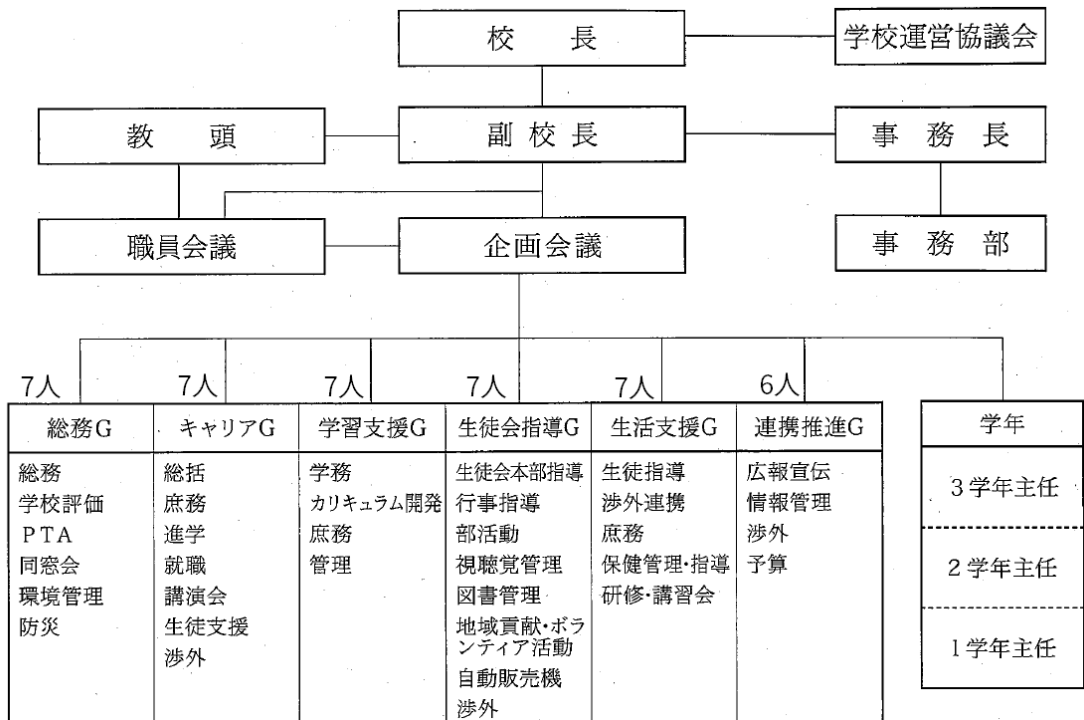 校　長
学校運営協議会
教　頭
副 校 長
事 務 長
職員会議
企画会議
事 務 部
7人
7人
7人
7人
7人
6人
総務G
総務
学校評価
PTA
同窓会
環境管理
防災
キャリアG
総括
庶務
進学
就職
講演会
生徒支援
渉外
学習支援G
学務
カリキュラム開発
庶務
管理
生徒会指導G
生徒会本部指導
行事指導
部活動
視聴覚管理
図書管理
地域貢献・ボラ
ンティア活動
自動販売機
渉外
生活支援G
生徒指導
渉外連携
庶務
保健管理・指導
研修・講習会
連携推進G
広報宣伝
情報管理
渉外
予算
学年
3学年主任
2学年主任
1学年主任